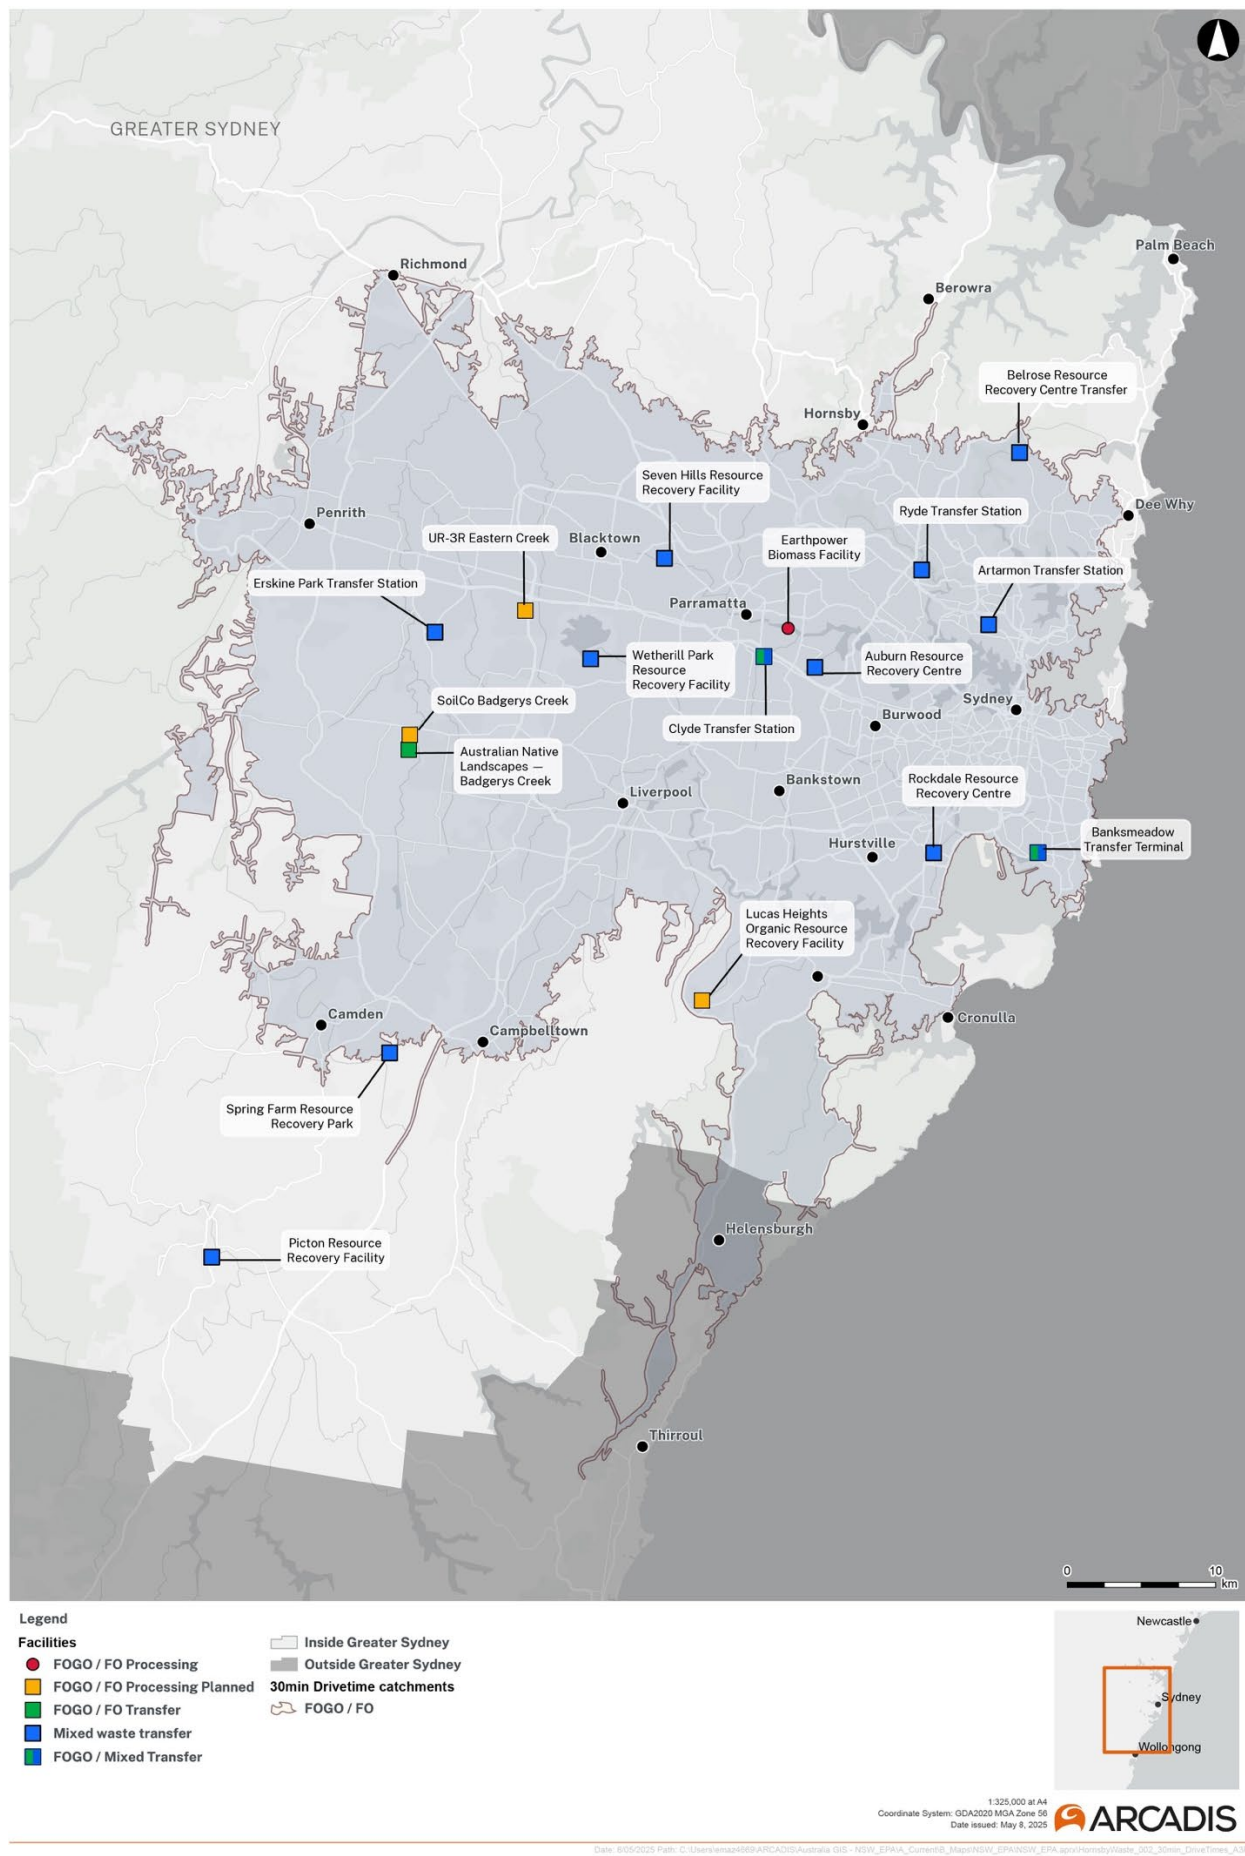 GREATER SYDNEY
Palm Beach
Richmond
Berowra
Belrose Resource
Recovery Centre Transfer
Hornsby
Seven Hills Resource
Recovery Facility
Dee Why
Ryde Transfer Station
Penrith
UR-3R Eastern Creek
Blacktown
Earthpower
Biomass Facility
Artarmon Transfer Station
Erskine Park Transfer Station
Parramatta
Wetherill Park
Resource
Recovery Facility
Auburn Resource
Recovery Centre
SoilCo Badgerys Creek
Sydney
Burwood
Clyde Transfer Station
Australian Native
Landscapes —
Badgerys Creek
Bankstown
Rockdale Resource
Recovery Centre
Liverpool
Banksmeadow
Transfer Terminal
Hurstville
Lucas Heights
Organic Resource
Recovery Facility
Camden
Cronulla
Campbelltown
Spring Farm Resource
Recovery Park
Helensburgh
Picton Resource
Recovery Facility
Thirroul
0 10
km
Legend
Facilities
FOGO / FO Processing
FOGO / FO Processing Planned
FOGO / FO Transfer
Mixed waste transfer
FOGO / Mixed Transfer
Inside Greater Sydney
Outside Greater Sydney
30min Drivetime catchments
FOGO / FO
Newcastle
Sydney
Wollongong
1:325,000 at A4
Coordinate System: GDA2020 MGA Zone 56
Date issued: May 8, 2025
ARCADIS